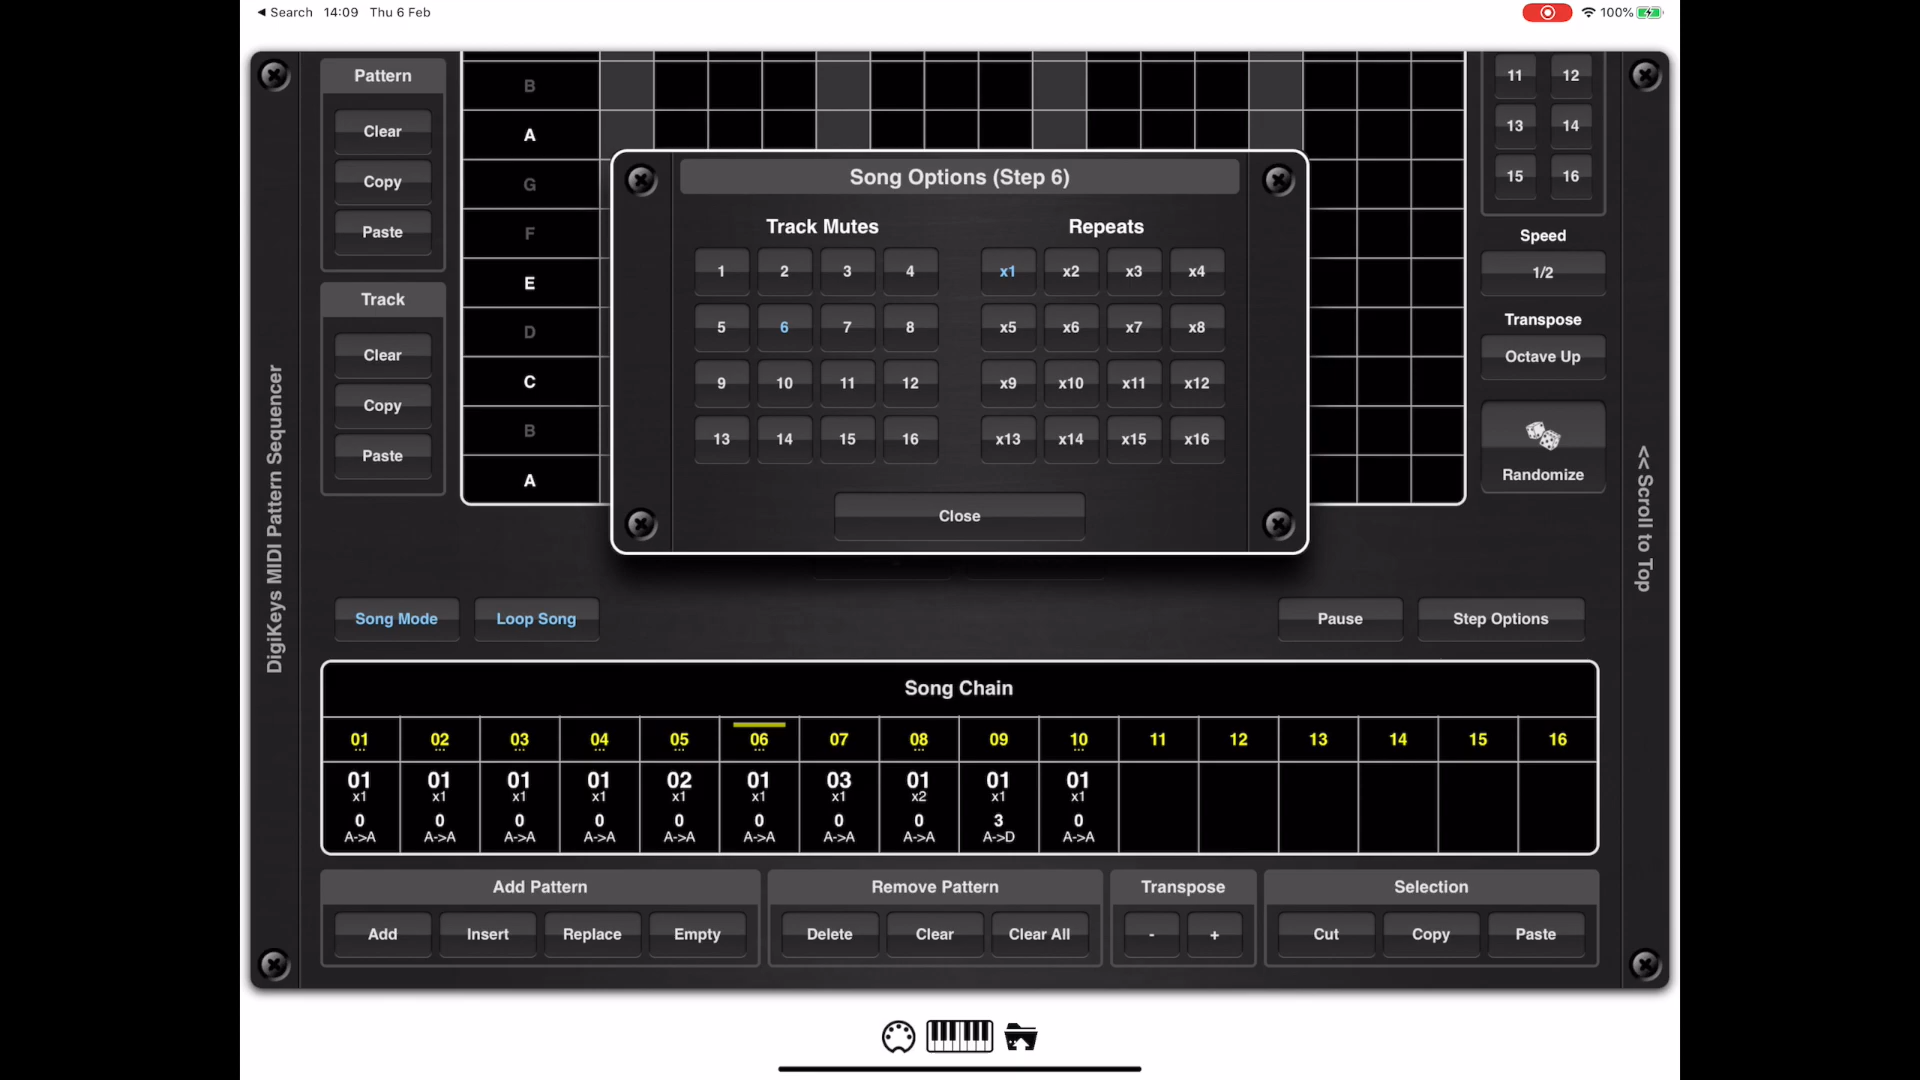 Search 14:09 Thu 6 Feb
100%
Pattern
Clear
Copy
Paste
Track
Clear
Copy
Paste
DigiKeys MIDI Pattern Sequencer
B
A
G
F
E
D
C
B
A
Song Options (Step 6)
Track Mutes
Repeats
1 2 3 4
x1 x2 x3 x4
5 6 7 8
x5 x6 x7 x8
9 10 11 12
x9 x10 x11 x12
13 14 15 16
x13 x14 x15 x16
Close
11 12
13 14
15 16
Speed
1/2
Transpose
Octave Up
Randomize
<< Scroll to Top
Song Mode
Loop Song
Pause
Step Options
Song Chain
01 02 03 04 05 06 07 08 09 10 11 12 13 14 15 16
01 01 01 01 02 01 03 01 01 01
x1 x1 x1 x1 x1 x1 x1 x2 x1 x1
0 0 0 0 0 0 0 0 3 0
A->A A->A A->A A->A A->A A->A A->A A->A A->D A->A
Add Pattern
Remove Pattern
Transpose
Selection
Add Insert Replace Empty
Delete Clear Clear All
- +
Cut Copy Paste